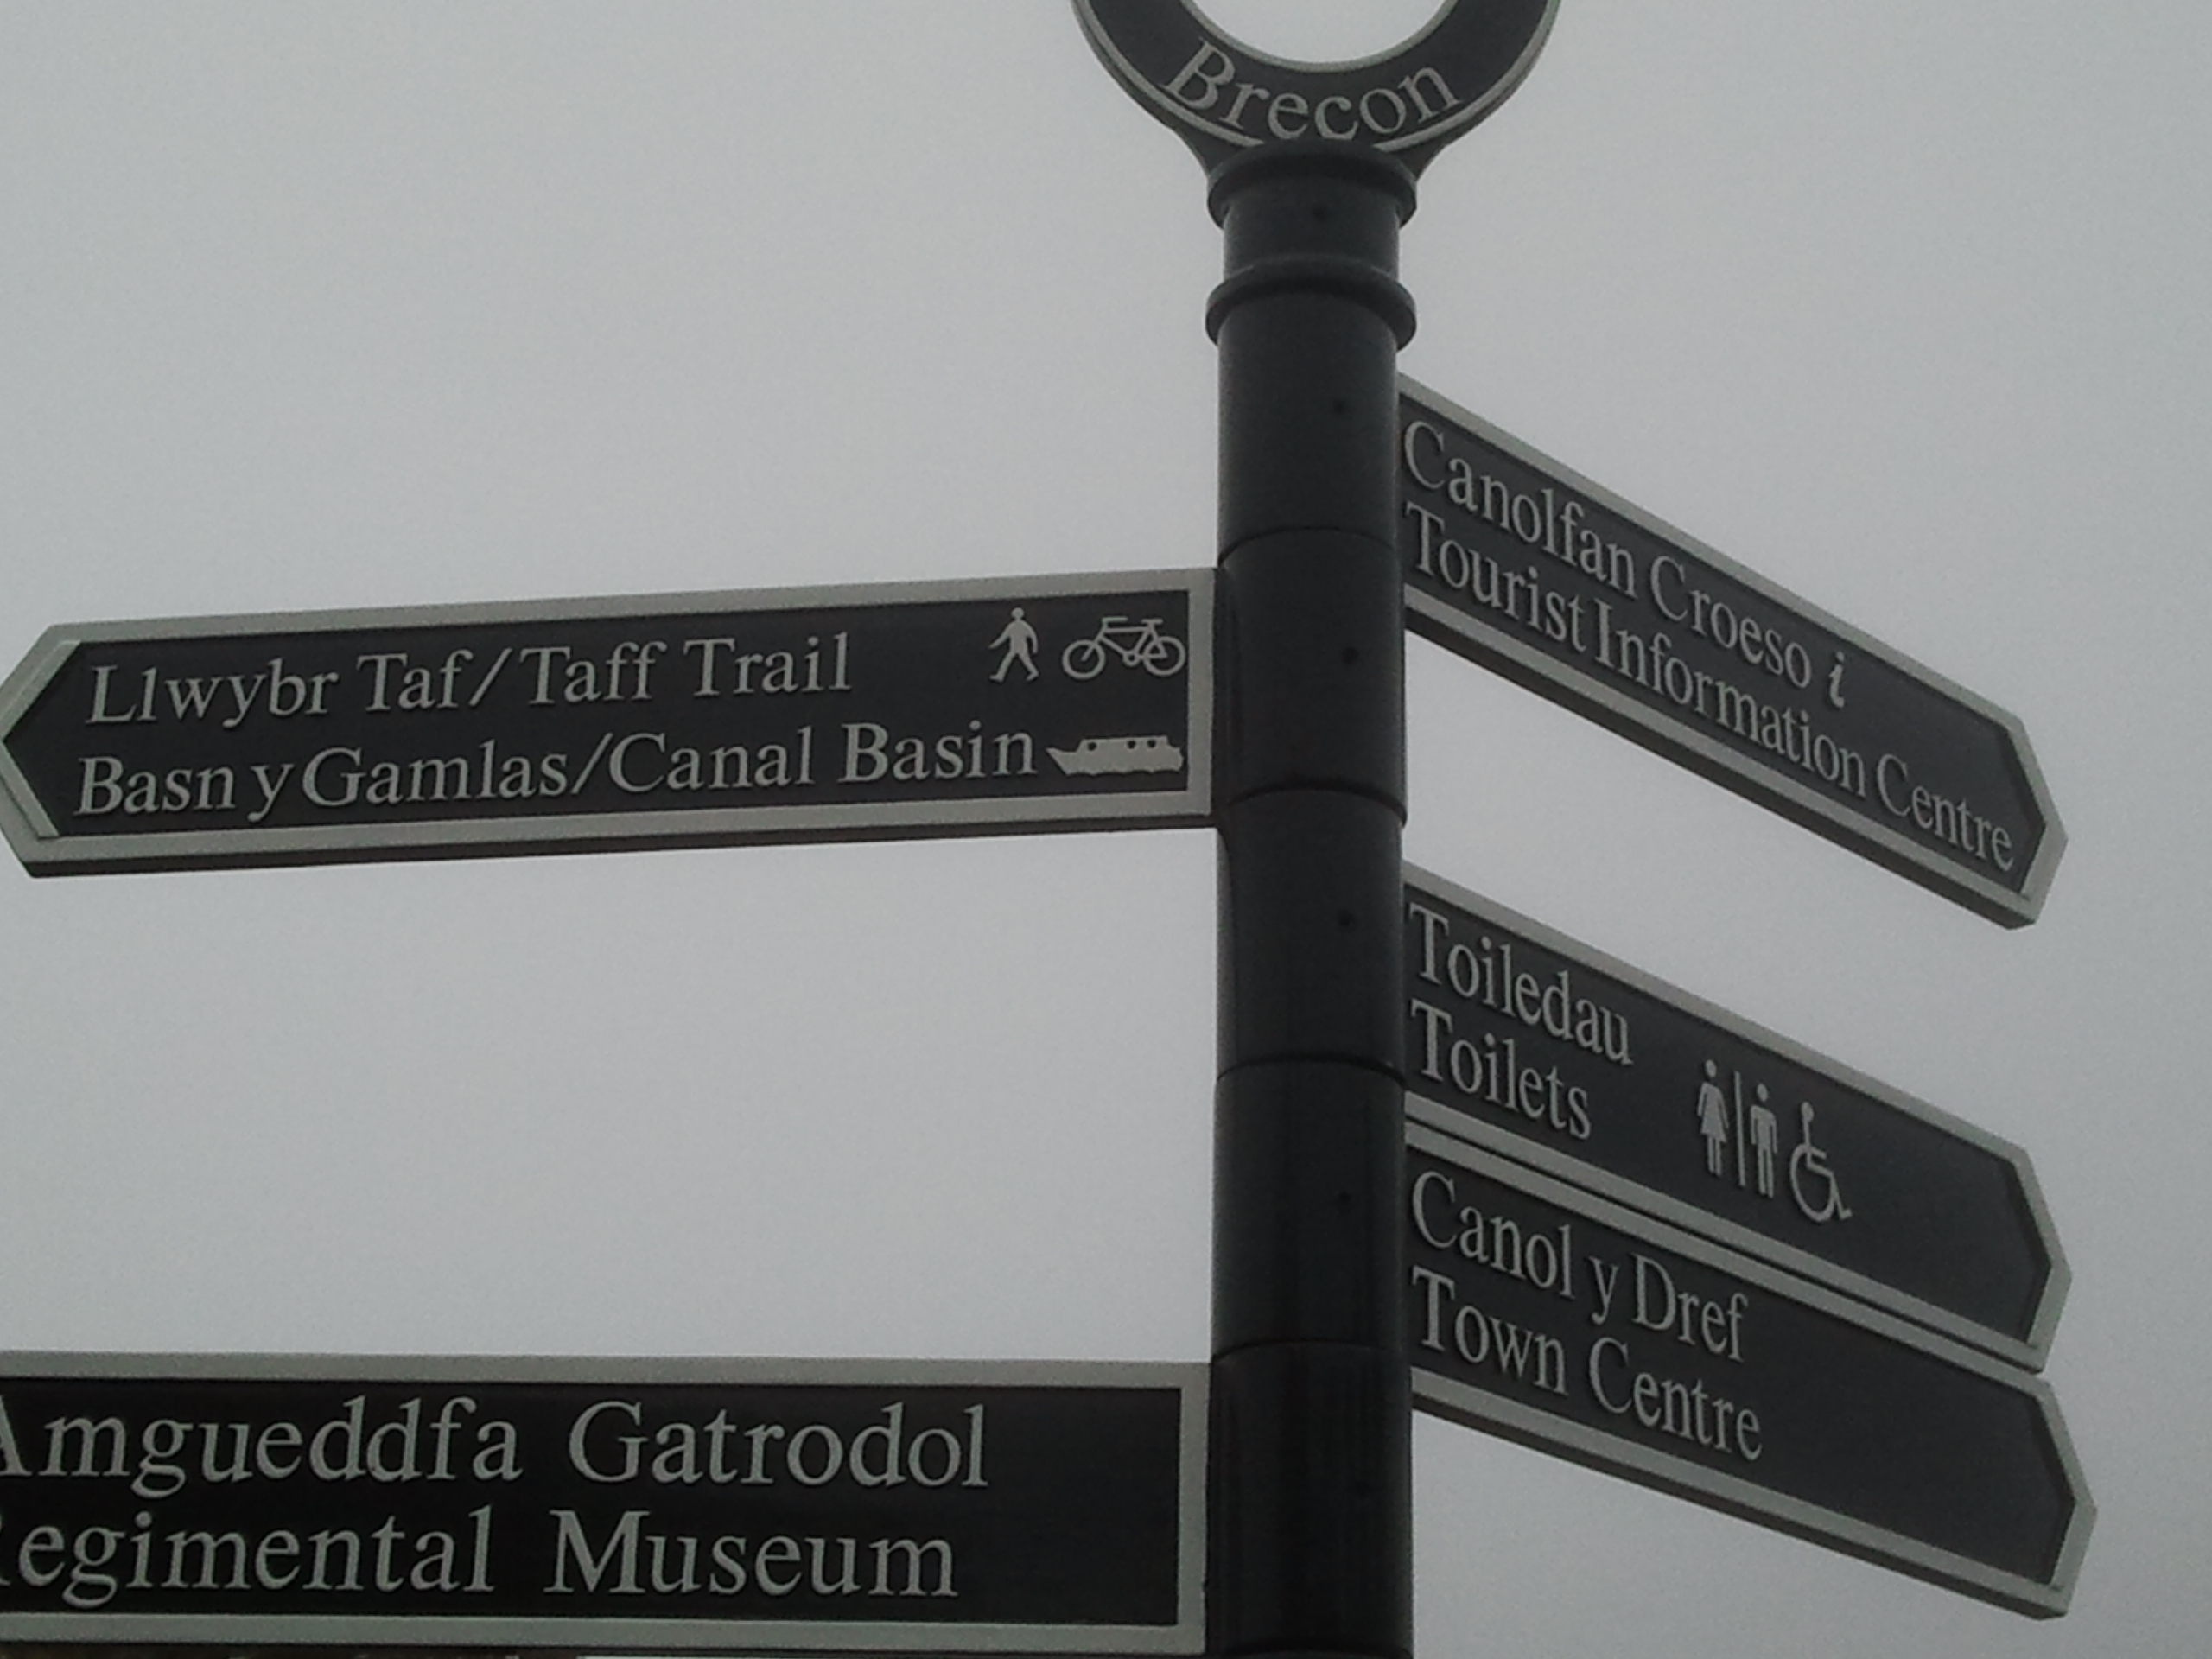 Brecon
Canolfan Croeso i
Tourist Information Centre
Llwybr Taf/Taff Trail
Basn y Gamlas/Canal Basin
Toiledau
Toilets
Canol y Dref
Town Centre
Amgueddfa Gatrodol
Regimental Museum